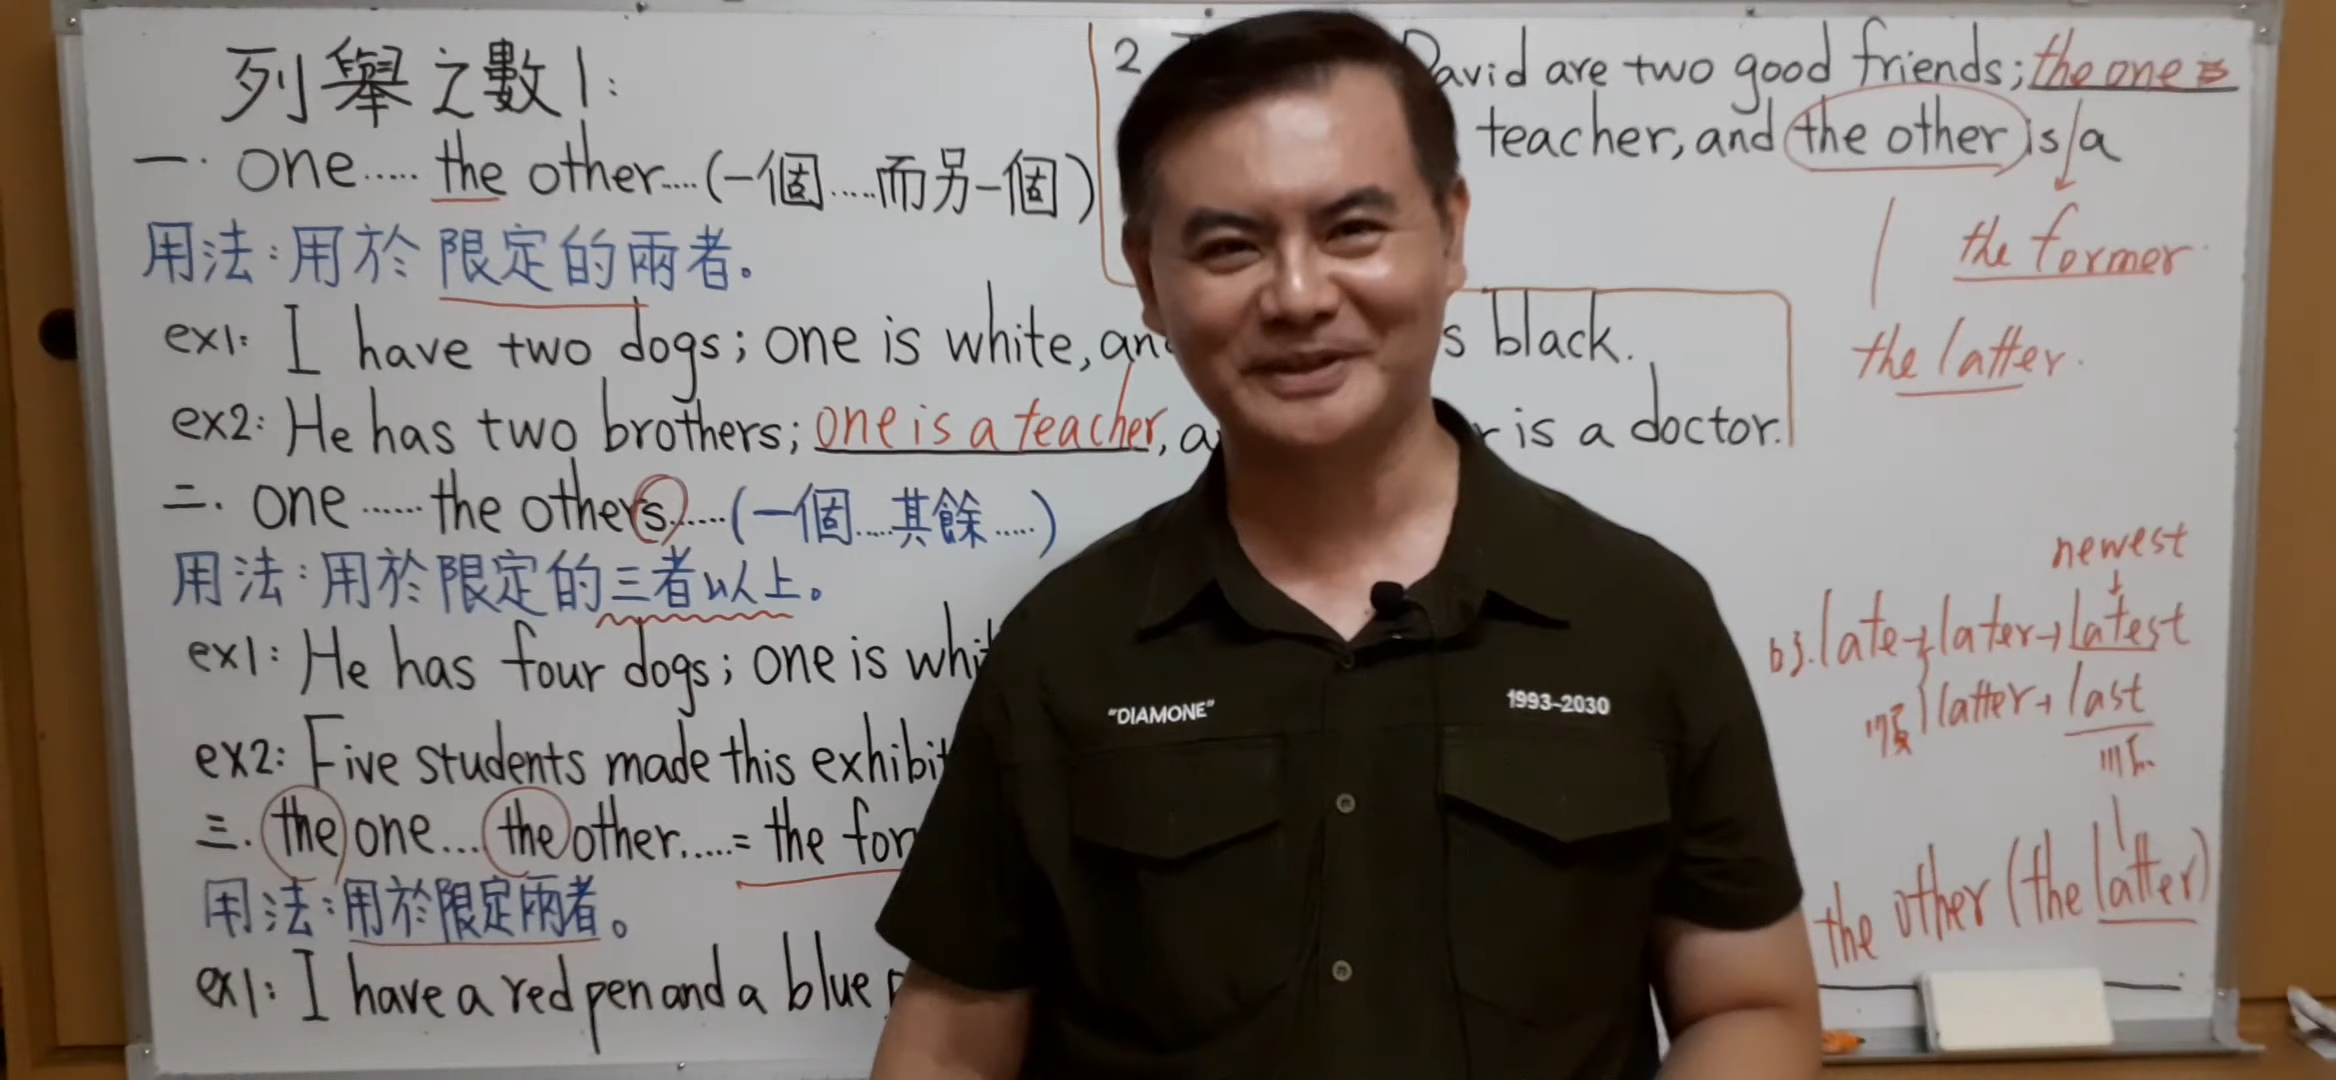 列舉之數1:
一. one..... the other....(一個.....而另一個)
用法:用於限定的兩者。
ex1: I have two dogs; one is white, an
s black.
ex2: He has two brothers; one is a teacher, a
r is a doctor.
二. one ...... the others......(一個....其餘.....)
用法:用於限定的三者以上。
ex1: He has four dogs; one is whi
ex2: Five students made this exhibi
三. the one... the other.....= the for
用法:用於限定兩者。
ex1: I have a red pen and a blue p
2.
David are two good friends; the one is
teacher, and the other is a
the former
the latter.
newest
late→later→latest
latter→last
the other (the latter)
"DIAMONE"
1993-2030